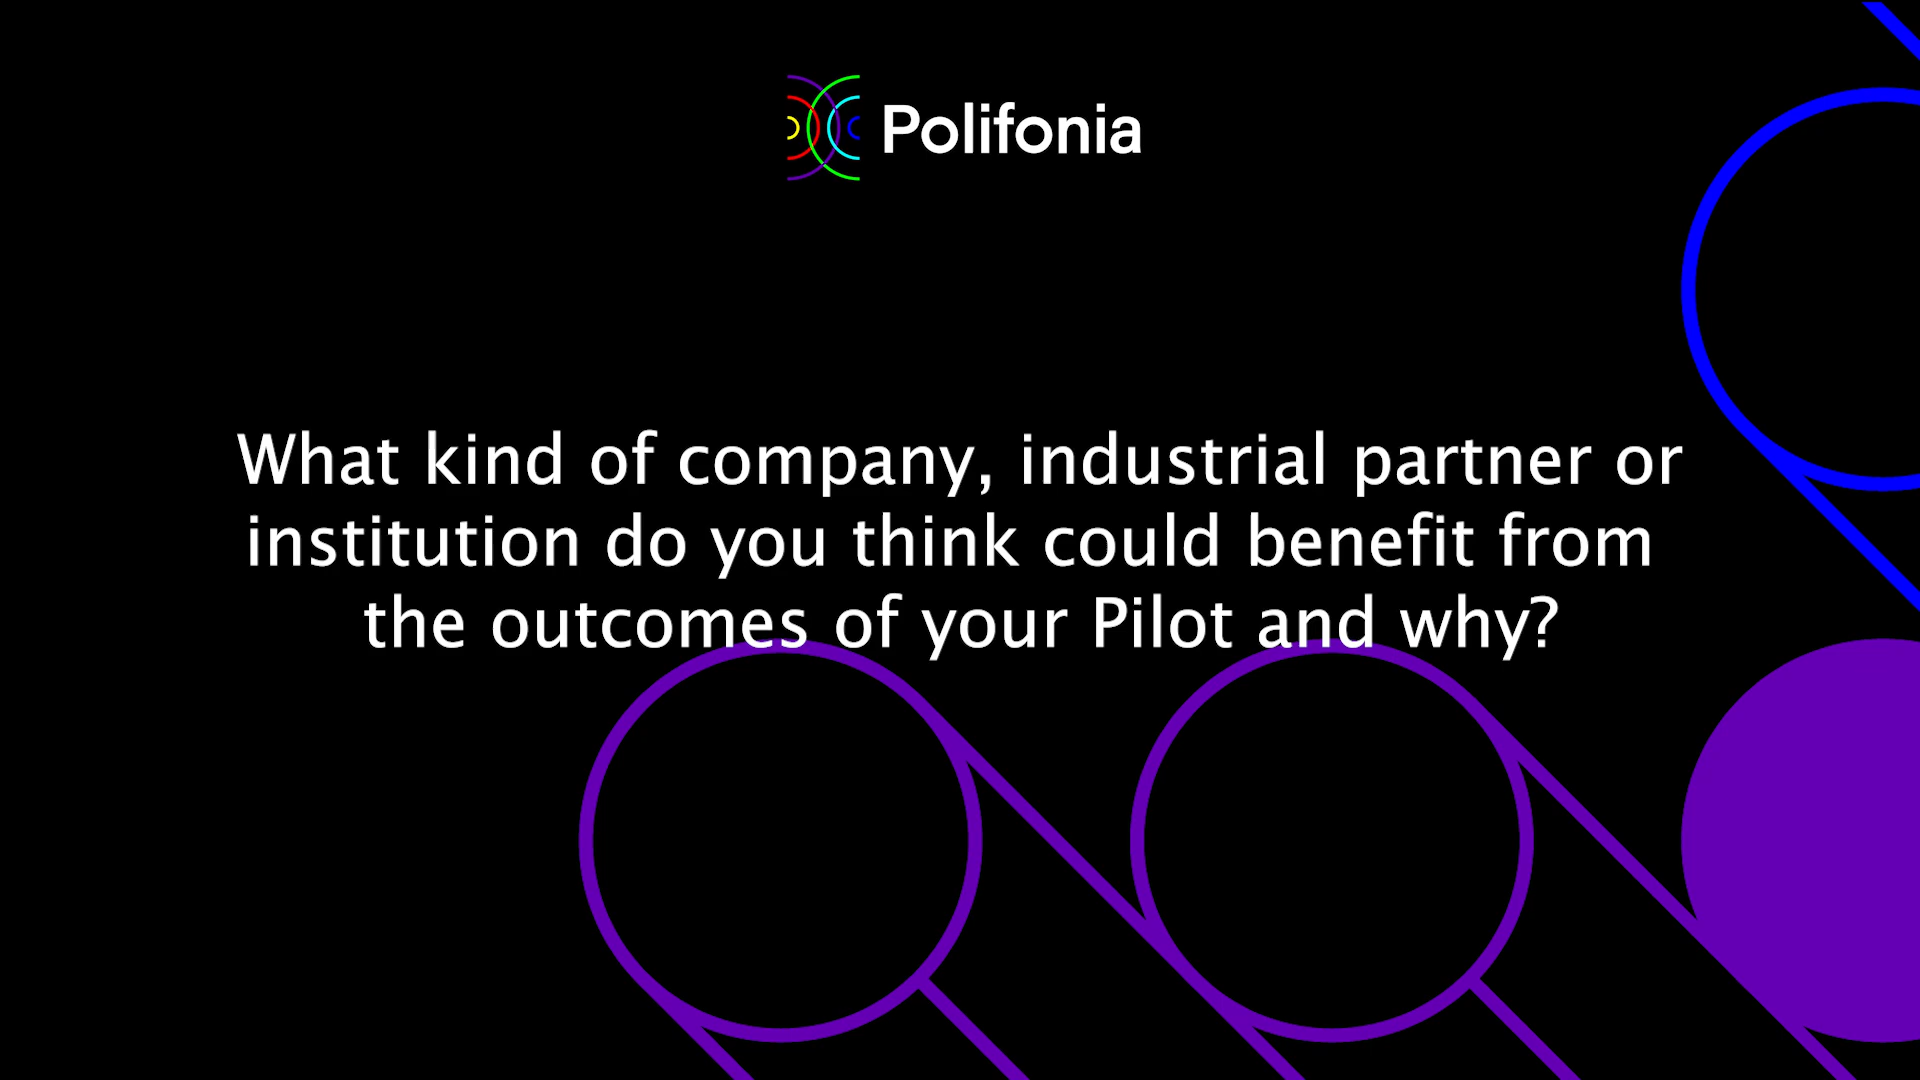 Polifonia
What kind of company, industrial partner or
institution do you think could benefit from
the outcomes of your Pilot and why?